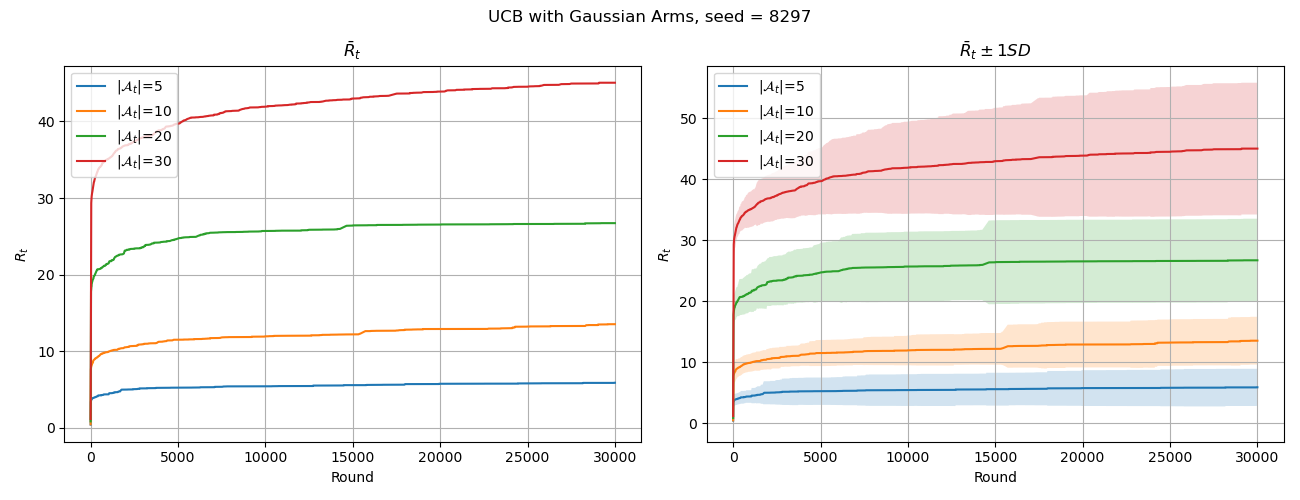 UCB with Gaussian Arms, seed = 8297
R̄ₜ
|𝒜ₜ|=5
|𝒜ₜ|=10
|𝒜ₜ|=20
|𝒜ₜ|=30
Rₜ
40
30
20
10
0
0 5000 10000 15000 20000 25000 30000
Round
R̄ₜ ± 1SD
|𝒜ₜ|=5
|𝒜ₜ|=10
|𝒜ₜ|=20
|𝒜ₜ|=30
Rₜ
50
40
30
20
10
0
0 5000 10000 15000 20000 25000 30000
Round